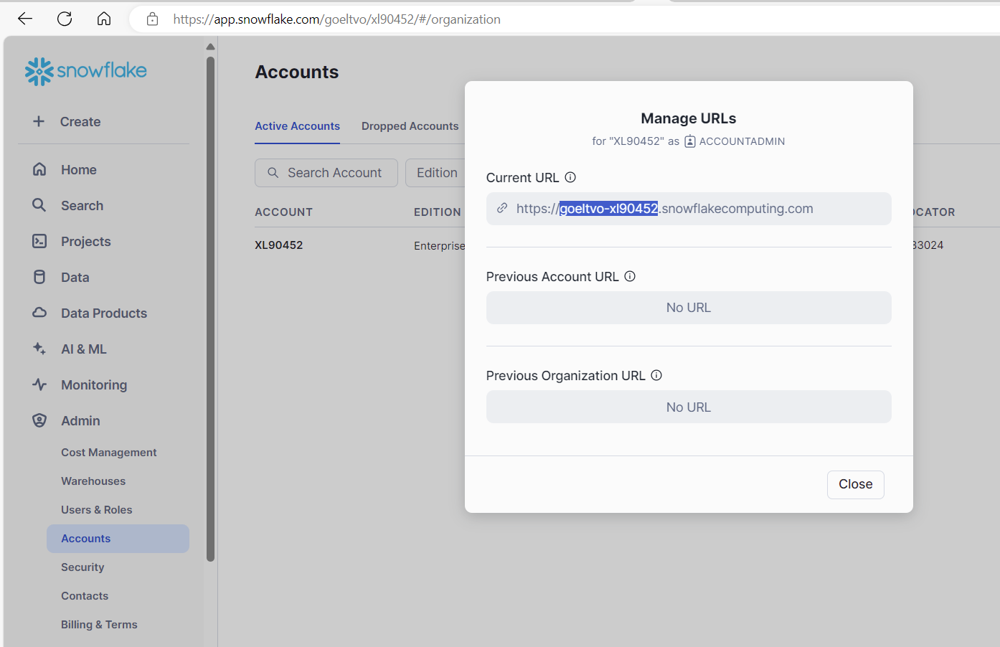 https://app.snowflake.com/goeltvo/xl90452/#/organization
snowflake
Create
Home
Search
Projects
Data
Data Products
AI & ML
Monitoring
Admin
Cost Management
Warehouses
Users & Roles
Accounts
Security
Contacts
Billing & Terms
Accounts
Active Accounts Dropped Accounts
Search Account Edition
ACCOUNT EDITION CATOR
XL90452 Enterprise 33024
Manage URLs
for "XL90452" as ACCOUNTADMIN
Current URL
https://goeltvo-xl90452.snowflakecomputing.com
Previous Account URL
No URL
Previous Organization URL
No URL
Close